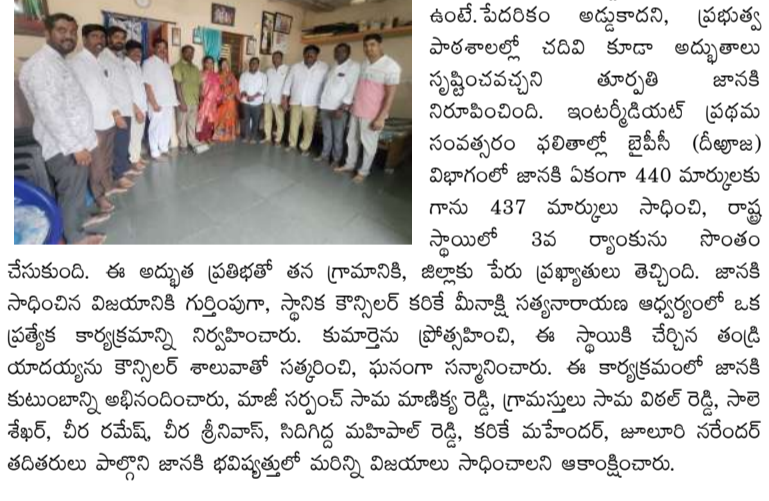 ఉంటే.పేదరికం అడ్డుకాదని, ప్రభుత్వ
పాఠశాలల్లో చదివి కూడా అద్భుతాలు
సృష్టించవచ్చని తూర్పతి జానకి
నిరూపించింది. ఇంటర్మీడియట్ ప్రథమ
సంవత్సరం ఫలితాల్లో బైపీసీ (దీఱూజ)
విభాగంలో జానకి ఏకంగా 440 మార్కులకు
గాను 437 మార్కులు సాధించి, రాష్ట్ర
స్థాయిలో 3వ ర్యాంకును సొంతం
చేసుకుంది. ఈ అద్భుత ప్రతిభతో తన గ్రామానికి, జిల్లాకు పేరు ప్రఖ్యాతులు తెచ్చింది. జానకి
సాధించిన విజయానికి గుర్తింపుగా, స్థానిక కౌన్సిలర్ కరికే మీనాక్షి సత్యనారాయణ ఆధ్వర్యంలో ఒక
ప్రత్యేక కార్యక్రమాన్ని నిర్వహించారు. కుమార్తెను ప్రోత్సహించి, ఈ స్థాయికి చేర్చిన తండ్రి
యాదయ్యను కౌన్సిలర్ శాలువాతో సత్కరించి, ఘనంగా సన్మానించారు. ఈ కార్యక్రమంలో జానకి
కుటుంబాన్ని అభినందించారు, మాజీ సర్పంచ్ సామ మాణిక్య రెడ్డి, గ్రామస్తులు సామ విఠల్ రెడ్డి, సాలె
శేఖర్, చీర రమేష్, చీర శ్రీనివాస్, సిదిగిద్ద మహిపాల్ రెడ్డి, కరికే మహేందర్, జూలూరి నరేందర్
తదితరులు పాల్గొని జానకి భవిష్యత్తులో మరిన్ని విజయాలు సాధించాలని ఆకాంక్షించారు.